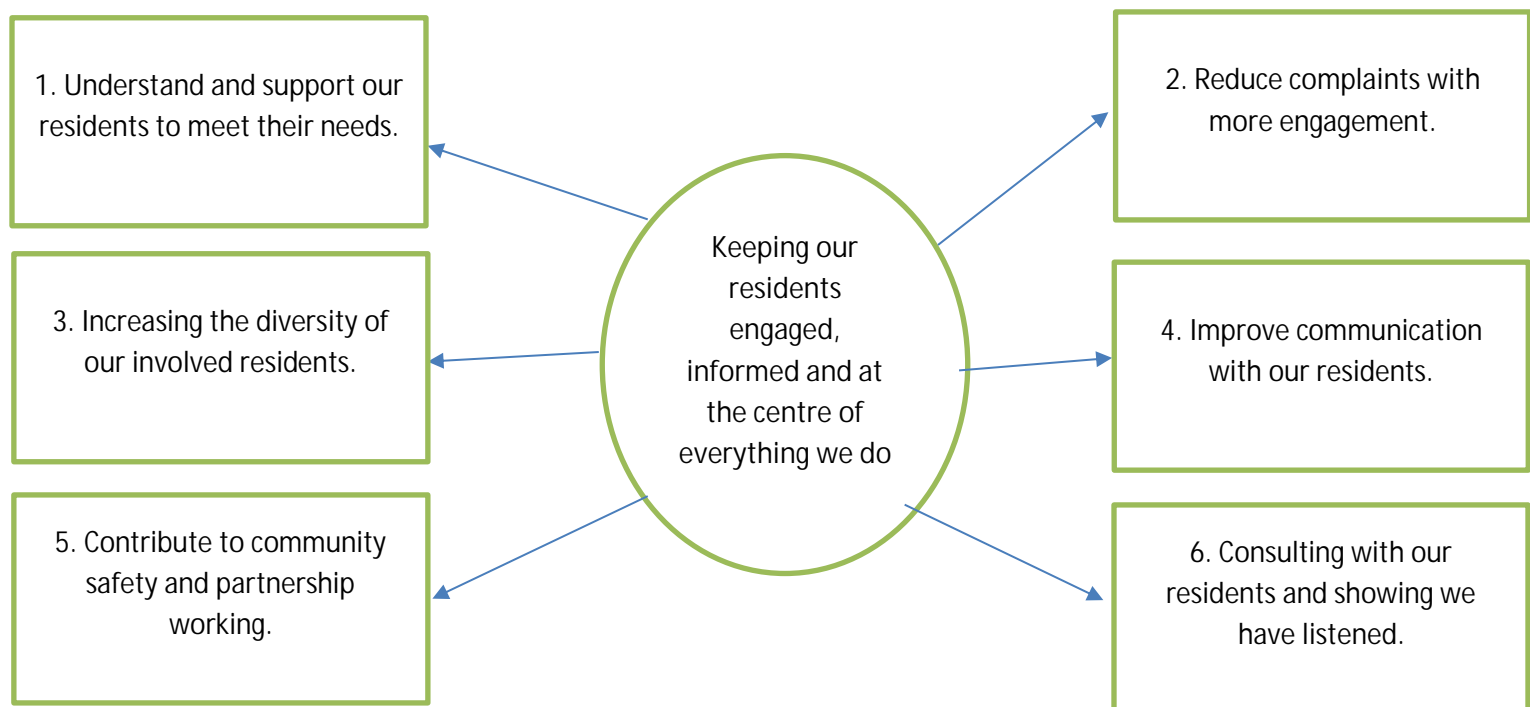 1. Understand and support our
residents to meet their needs.
2. Reduce complaints with
more engagement.
Keeping our
residents
engaged,
informed and at
the centre of
everything we do
3. Increasing the diversity of
our involved residents.
4. Improve communication
with our residents.
5. Contribute to community
safety and partnership
working.
6. Consulting with our
residents and showing we
have listened.